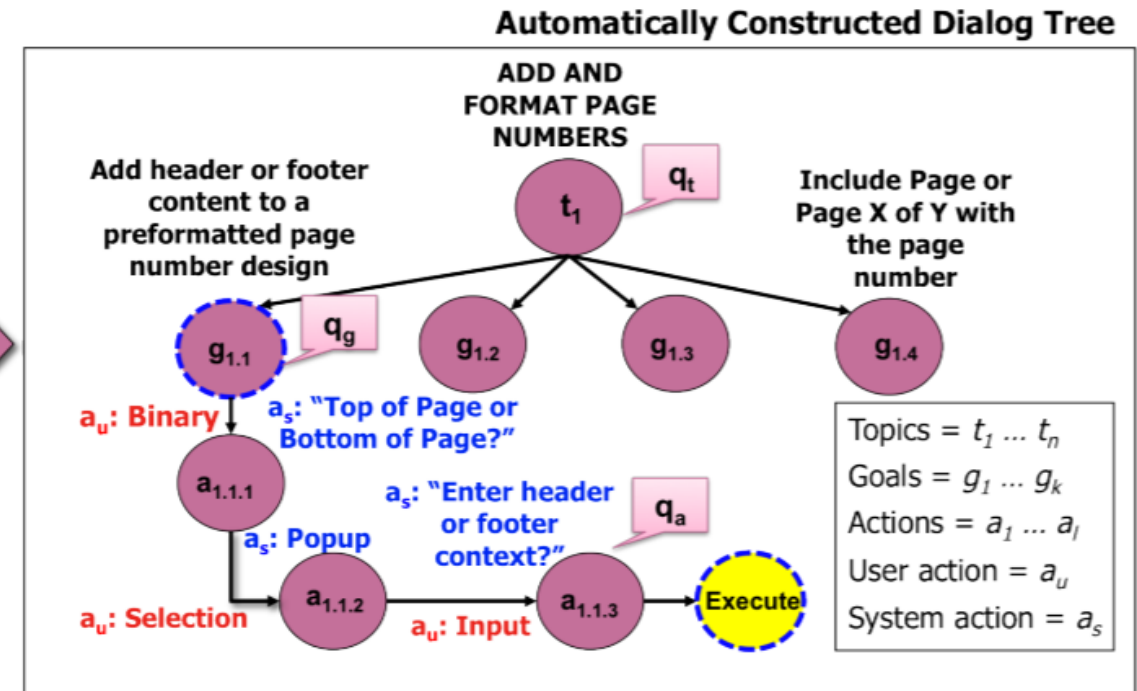 Automatically Constructed Dialog Tree
ADD AND
FORMAT PAGE
NUMBERS
t₁
qₜ
Add header or footer
content to a
preformatted page
number design
Include Page or
Page X of Y with
the page
number
g₁.₁
q_g
g₁.₂
g₁.₃
g₁.₄
aᵤ: Binary
aₛ: “Top of Page or
Bottom of Page?”
a₁.₁.₁
aₛ: Popup
aᵤ: Selection
a₁.₁.₂
aₛ: “Enter header
or footer
context?”
qₐ
aᵤ: Input
a₁.₁.₃
Execute
Topics = t₁ ... tₙ
Goals = g₁ ... gₖ
Actions = a₁ ... aₗ
User action = aᵤ
System action = aₛ